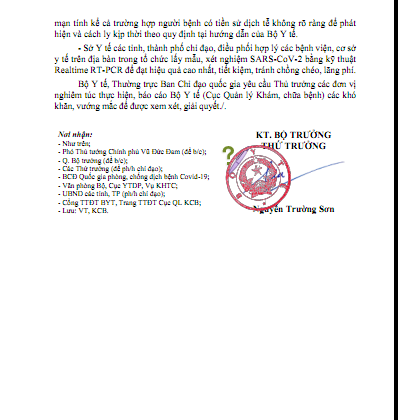 mạn tính kể cả trường hợp người bệnh có tiền sử dịch tễ không rõ ràng để phát
hiện và cách ly kịp thời theo quy định tại hướng dẫn của Bộ Y tế.
- Sở Y tế các tỉnh, thành phố chỉ đạo, điều phối hợp lý các bệnh viện, cơ sở
y tế trên địa bàn trong tổ chức lấy mẫu, xét nghiệm SARS-CoV-2 bằng kỹ thuật
Realtime RT-PCR để đạt hiệu quả cao nhất, tiết kiệm, tránh chồng chéo, lãng phí.
Bộ Y tế, Thường trực Ban Chỉ đạo quốc gia yêu cầu Thủ trưởng các đơn vị
nghiêm túc thực hiện, báo cáo Bộ Y tế (Cục Quản lý Khám, chữa bệnh) các khó
khăn, vướng mắc để được xem xét, giải quyết./.
Nơi nhận:
- Như trên;
- Phó Thủ tướng Chính phủ Vũ Đức Đam (để b/c);
- Q. Bộ trưởng (để b/c);
- Các Thứ trưởng (để ph/h chỉ đạo);
- BCĐ Quốc gia phòng, chống dịch bệnh Covid-19;
- Văn phòng Bộ, Cục YTDP, Vụ KHTC;
- UBND các tỉnh, TP (ph/h chỉ đạo);
- Cổng TTĐT BYT, Trang TTĐT Cục QL KCB;
- Lưu: VT, KCB.
KT. BỘ TRƯỞNG
THỨ TRƯỞNG
?
Nguyễn Trường Sơn